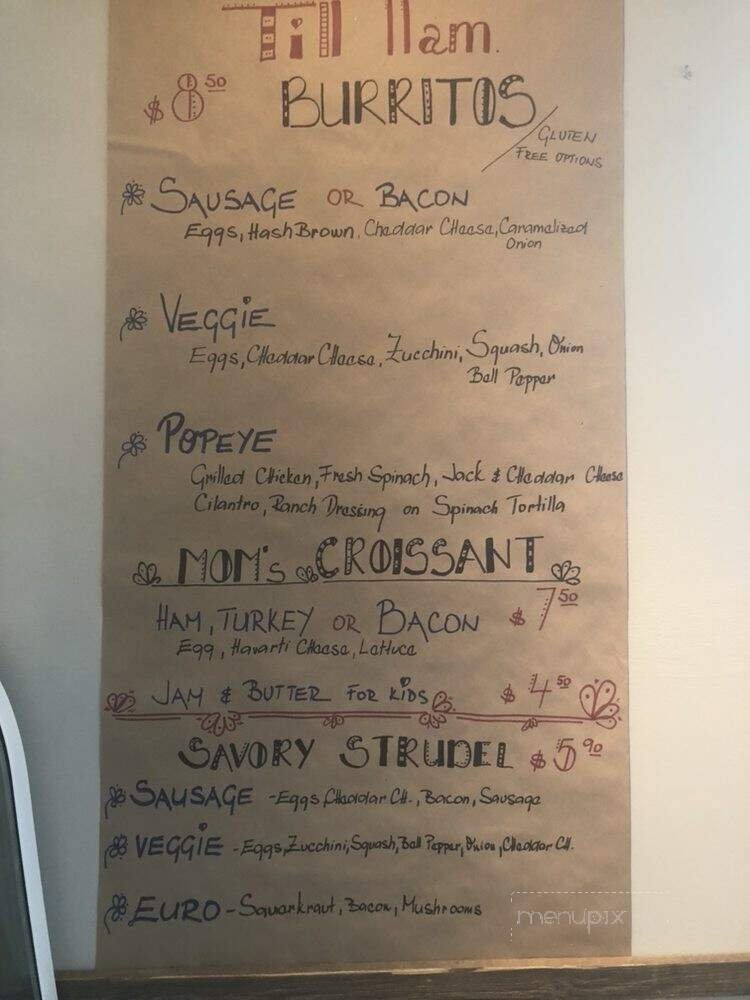 Till 11am.
$8.50 BURRITOS
GLUTEN
FREE OPTIONS
SAUSAGE OR BACON
Eggs, Hash Brown, Cheddar Cheese, Caramelized
Onion
VEGGIE
Eggs, Cheddar Cheese, Zucchini, Squash, Onion
Bell Pepper
POPEYE
Grilled Chicken, Fresh Spinach, Jack & Cheddar Cheese
Cilantro, Ranch Dressing on Spinach Tortilla
MOM's CROISSANT
HAM, TURKEY OR BACON $7.50
Egg, Havarti Cheese, Lettuce
JAM & BUTTER FOR KiDS $4.50
SAVORY STRUDEL $5.90
SAUSAGE - Eggs, Cheddar CH., Bacon, Sausage
VEGGiE - Eggs, Zucchini, Squash, Bell Pepper, Onion, Cheddar CH.
EURO - Sauerkraut, Bacon, Mushrooms
menupix